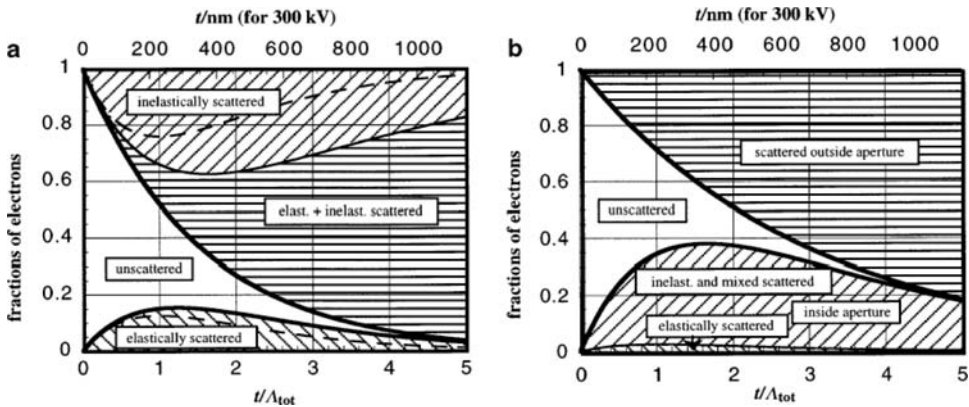 a
t/nm (for 300 kV)
0 200 400 600 800 1000
fractions of electrons
1
0.8
0.6
0.4
0.2
0
inelastically scattered
elast. + inelast. scattered
unscattered
elastically scattered
0 1 2 3 4 5
t/Λtot
b
t/nm (for 300 kV)
0 200 400 600 800 1000
fractions of electrons
1
0.8
0.6
0.4
0.2
0
scattered outside aperture
unscattered
inelast. and mixed scattered
inside aperture
elastically scattered
0 1 2 3 4 5
t/Λtot